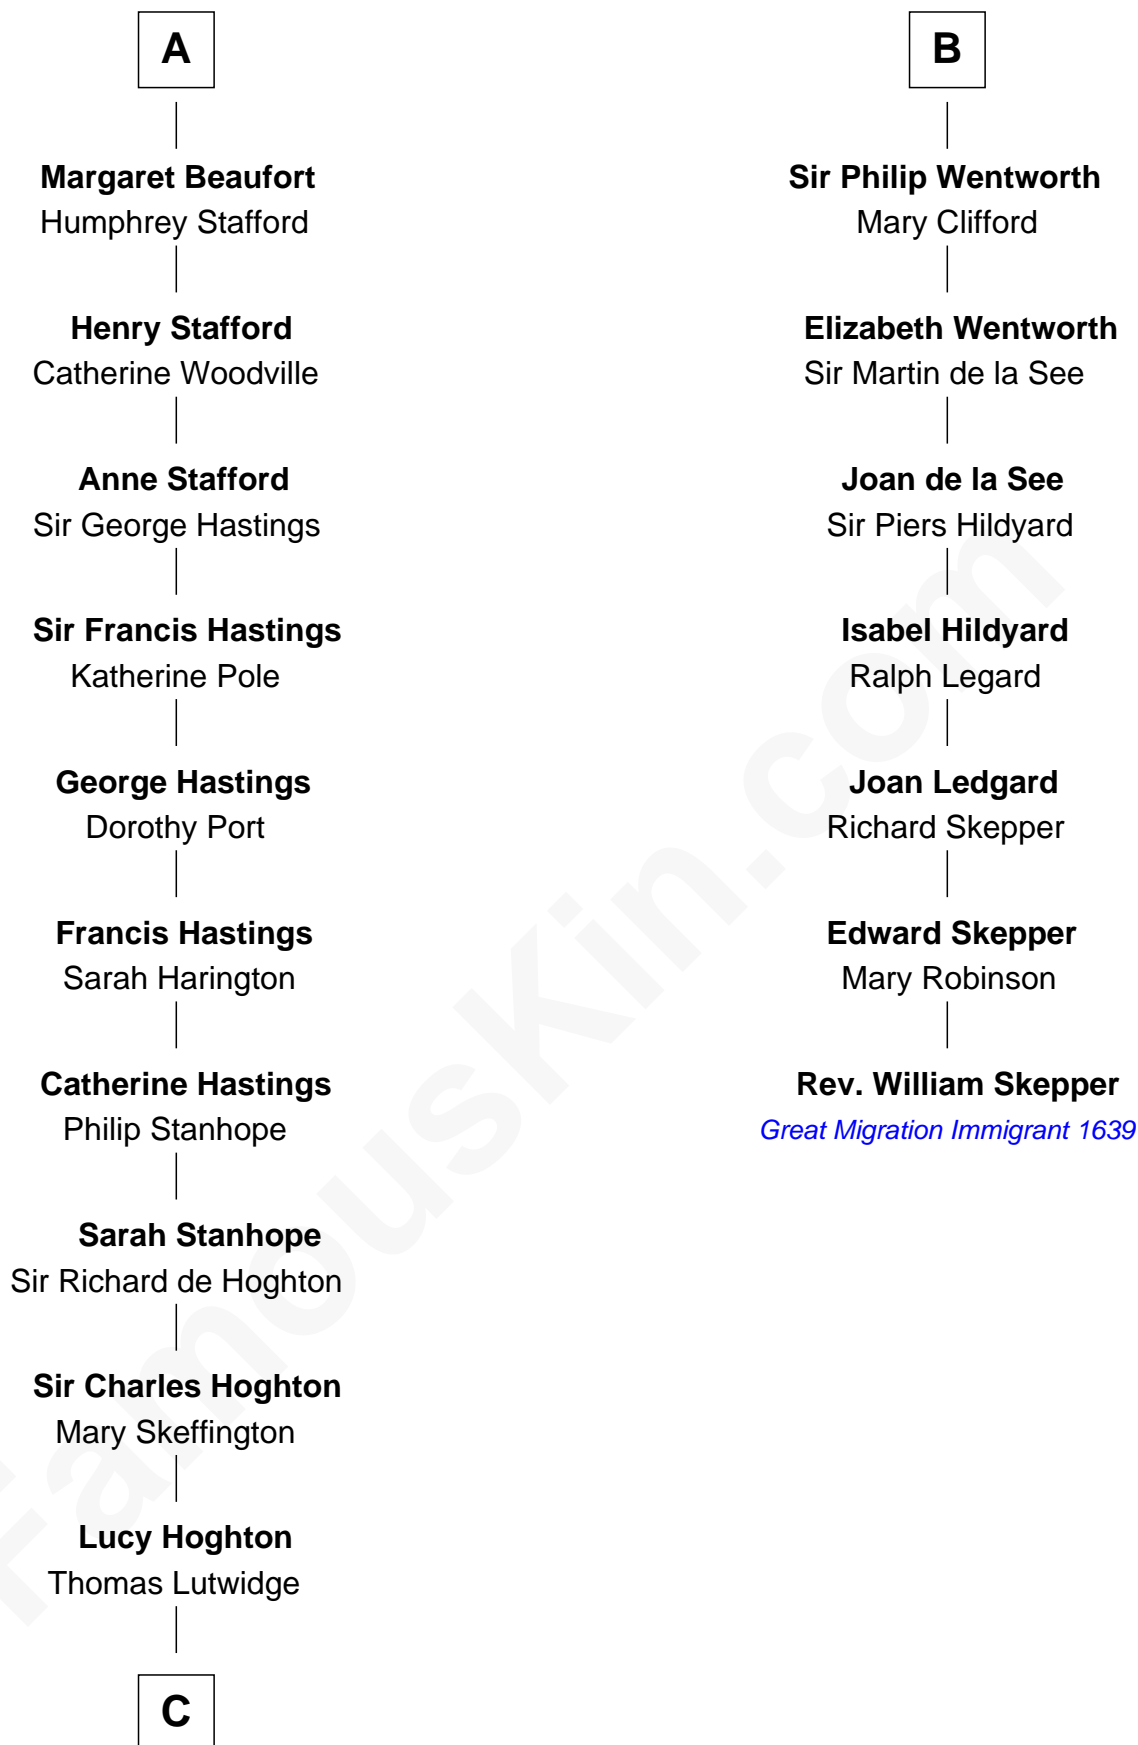 A
Margaret Beaufort
Humphrey Stafford
Henry Stafford
Catherine Woodville
Anne Stafford
Sir George Hastings
Sir Francis Hastings
Katherine Pole
George Hastings
Dorothy Port
Francis Hastings
Sarah Harington
Catherine Hastings
Philip Stanhope
Sarah Stanhope
Sir Richard de Hoghton
Sir Charles Hoghton
Mary Skeffington
Lucy Hoghton
Thomas Lutwidge
C
B
Sir Philip Wentworth
Mary Clifford
Elizabeth Wentworth
Sir Martin de la See
Joan de la See
Sir Piers Hildyard
Isabel Hildyard
Ralph Legard
Joan Ledgard
Richard Skepper
Edward Skepper
Mary Robinson
Rev. William Skepper
Great Migration Immigrant 1639
FamousKin.com